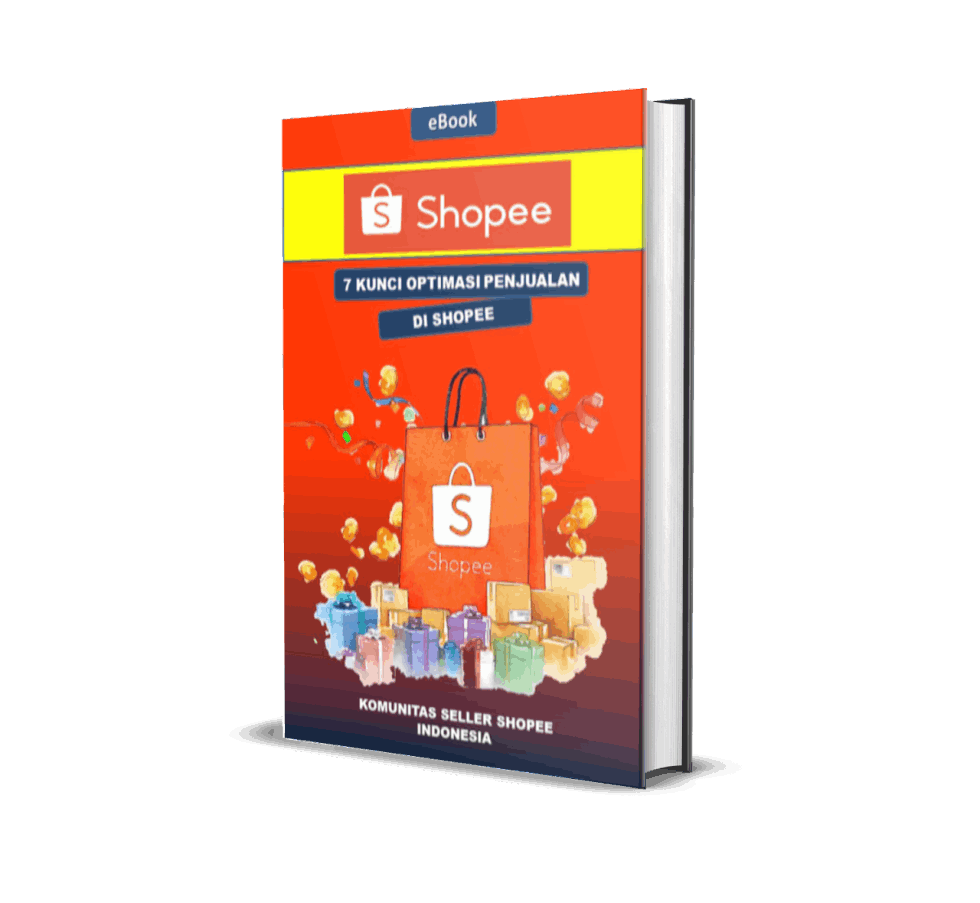 eBook
Shopee
7 KUNCI OPTIMASI PENJUALAN
DI SHOPEE
S
Shopee
KOMUNITAS SELLER SHOPEE
INDONESIA